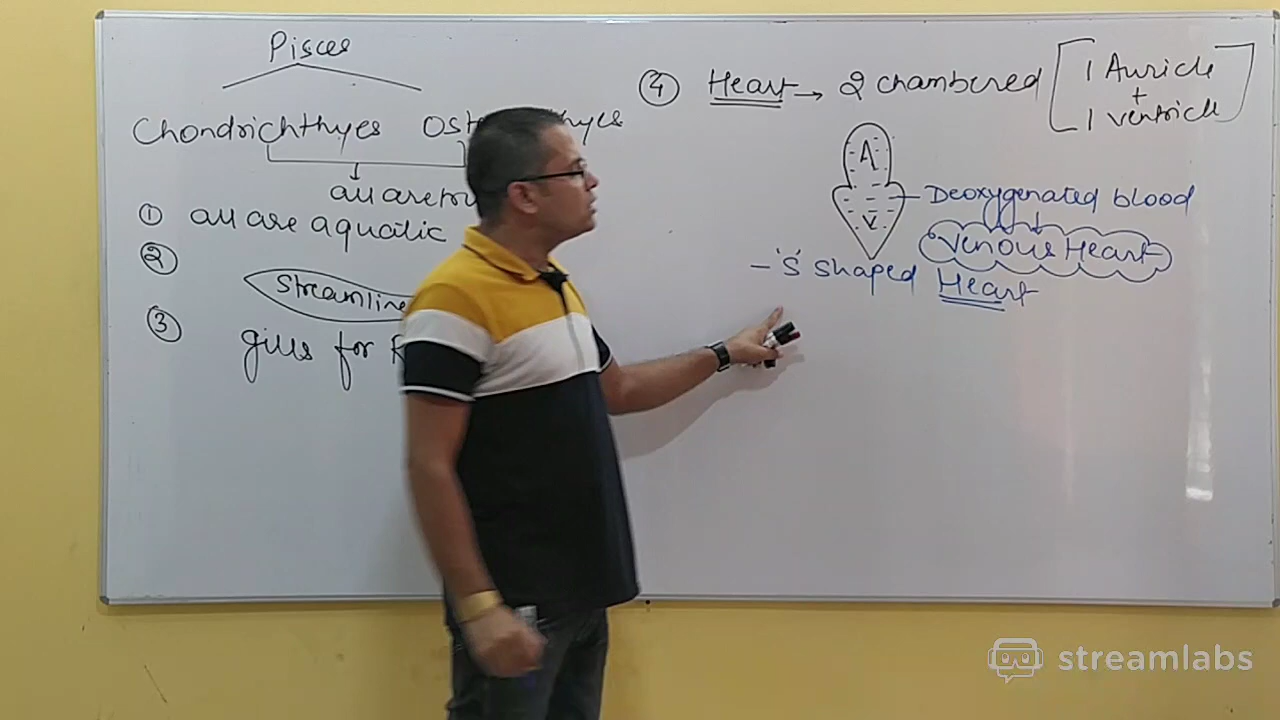 Pisces
Chondrichthyes
all are
① all are aquatic
②
Streamline
③ gills for
④ Heart → 2 chambered [1 Auricle + 1 ventricle]
A
V
Deoxygenated blood
Venous Heart
- 'S' shaped Heart
streamlabs